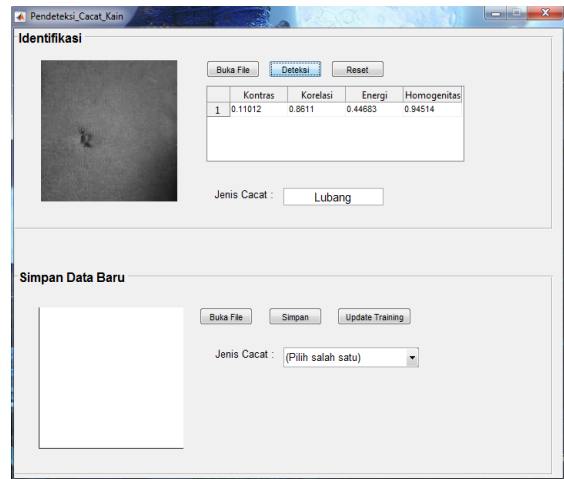 Pendeteksi_Cacat_Kain
Identifikasi
Buka File Deteksi Reset
Kontras Korelasi Energi Homogenitas
1 0.11012 0.8611 0.44683 0.94514
Jenis Cacat : Lubang
Simpan Data Baru
Buka File Simpan Update Training
Jenis Cacat : (Pilih salah satu)